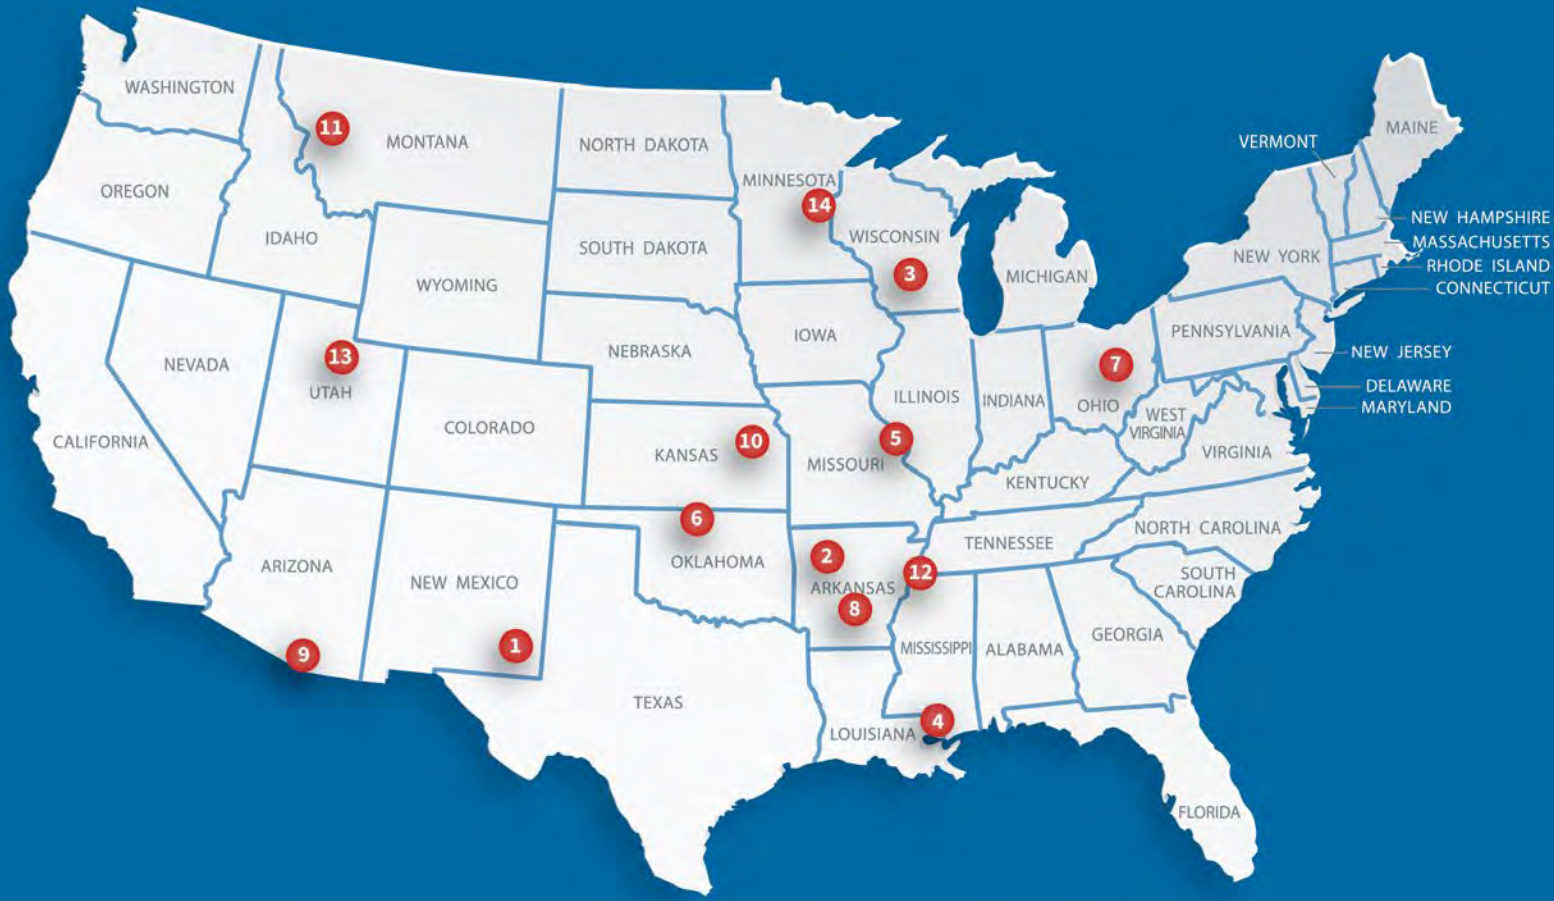 WASHINGTON
11
MONTANA
NORTH DAKOTA
MINNESOTA
VERMONT
MAINE
OREGON
14
IDAHO
SOUTH DAKOTA
WISCONSIN
NEW HAMPSHIRE
MASSACHUSETTS
NEW YORK
RHODE ISLAND
CONNECTICUT
WYOMING
3
MICHIGAN
NEVADA
13
UTAH
NEBRASKA
IOWA
PENNSYLVANIA
NEW JERSEY
7
OHIO
DELAWARE
MARYLAND
ILLINOIS
INDIANA
CALIFORNIA
COLORADO
KANSAS
10
MISSOURI
5
WEST
VIRGINIA
VIRGINIA
KENTUCKY
6
OKLAHOMA
2
ARKANSAS
8
12
TENNESSEE
NORTH CAROLINA
SOUTH
CAROLINA
ARIZONA
NEW MEXICO
9
1
TEXAS
MISSISSIPPI
ALABAMA
GEORGIA
LOUISIANA
4
FLORIDA